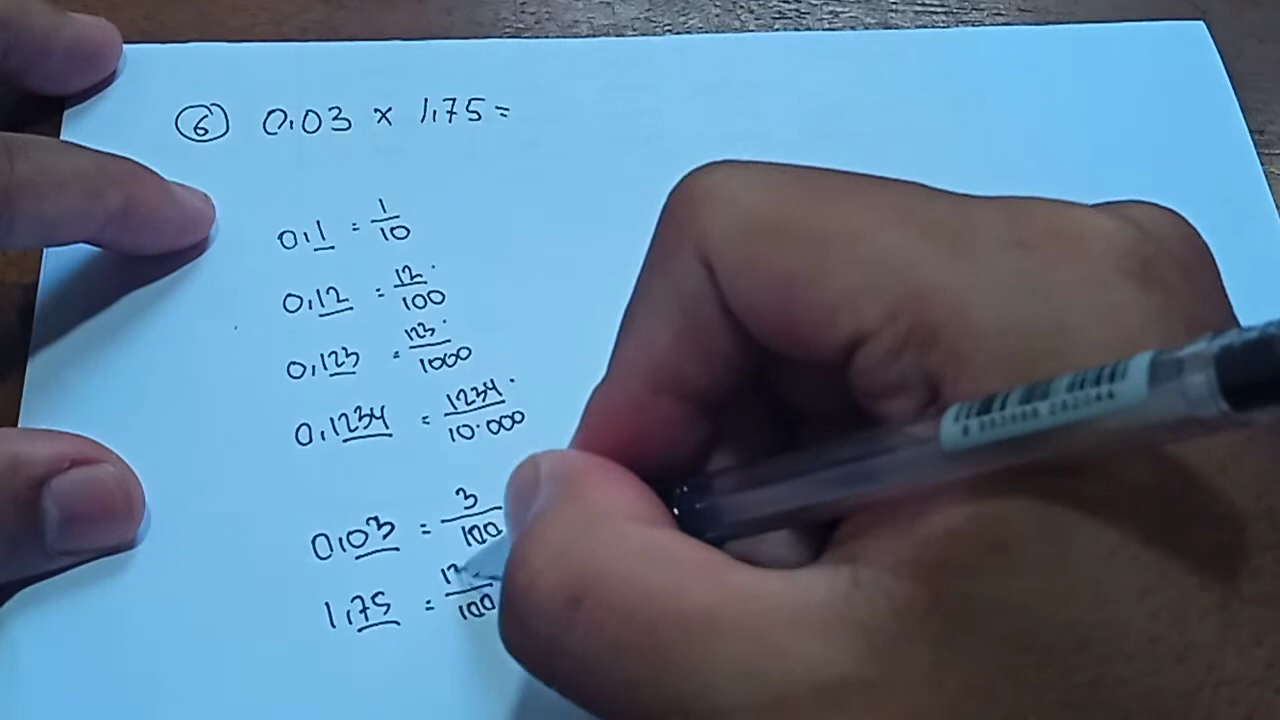 6 0,03 × 1,75 =
0,1 = 1/10
0,12 = 12/100
0,123 = 123/1000
0,1234 = 1234/10.000
0,03 = 3/100
1,75 = 17/100